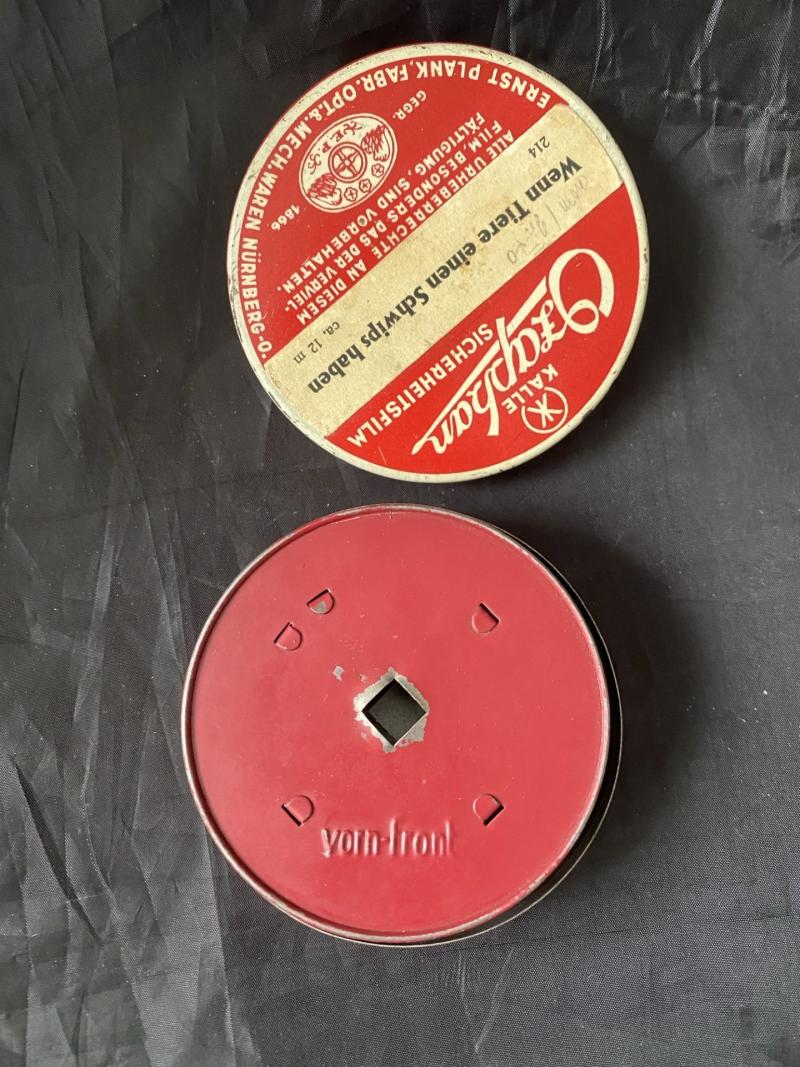 ERNST PLANK, FABR. OPT. & MECH. WAREN NÜRNBERG-O.
GEGR. 1866
E. P.
ALLE URHEBERRECHTE AN DIESEM
FILM, BESONDERS DAS DER VERVIEL-
FÄLTIGUNG, SIND VORBEHALTEN.
214
Wenn Tiere einen Schwips haben
ca. 12 m
Ozaphan
SICHERHEITSFILM
KALLE
K
vorn-front